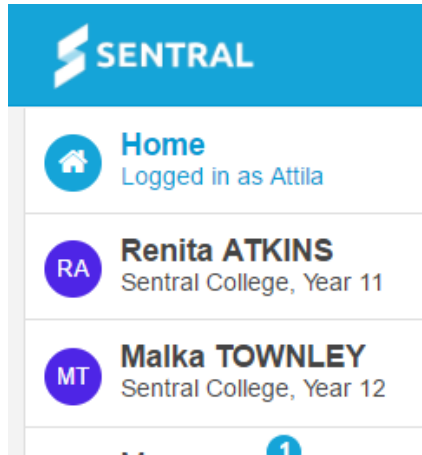 SENTRAL
Home
Logged in as Attila
RA
Renita ATKINS
Sentral College, Year 11
MT
Malka TOWNLEY
Sentral College, Year 12
1